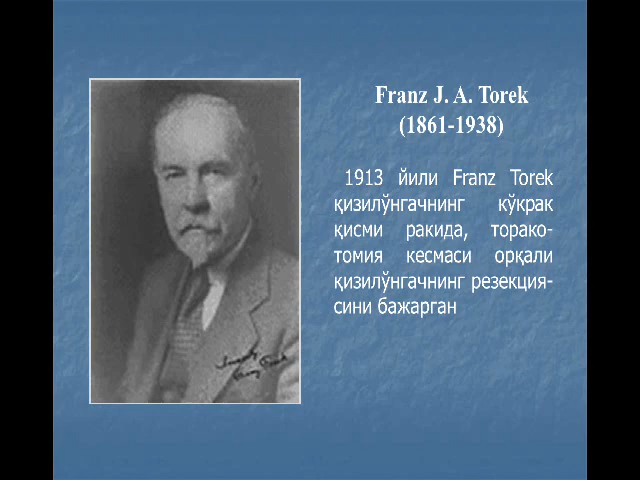 Franz J. A. Torek
(1861-1938)
1913 йили Franz Torek
қизилўнгачнинг кўкрак
қисми ракида, торако-
томия кесмаси орқали
қизилўнгачнинг резекция-
сини бажарган